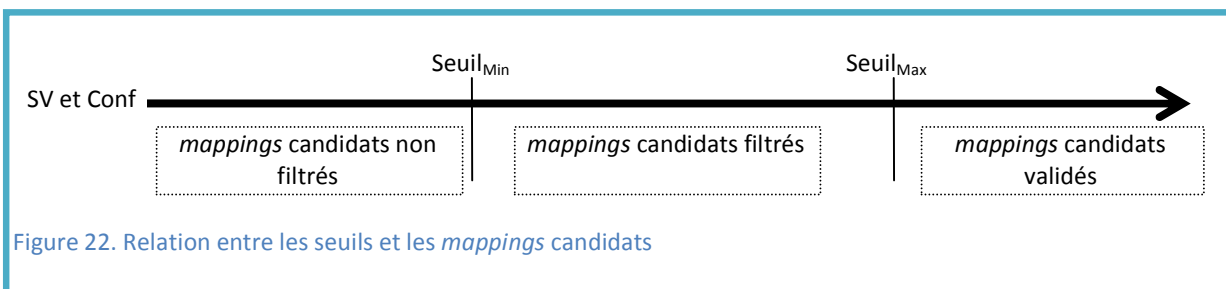 Seuil_Min Seuil_Max
SV et Conf
mappings candidats non
filtrés
mappings candidats filtrés
mappings candidats
validés
Figure 22. Relation entre les seuils et les mappings candidats